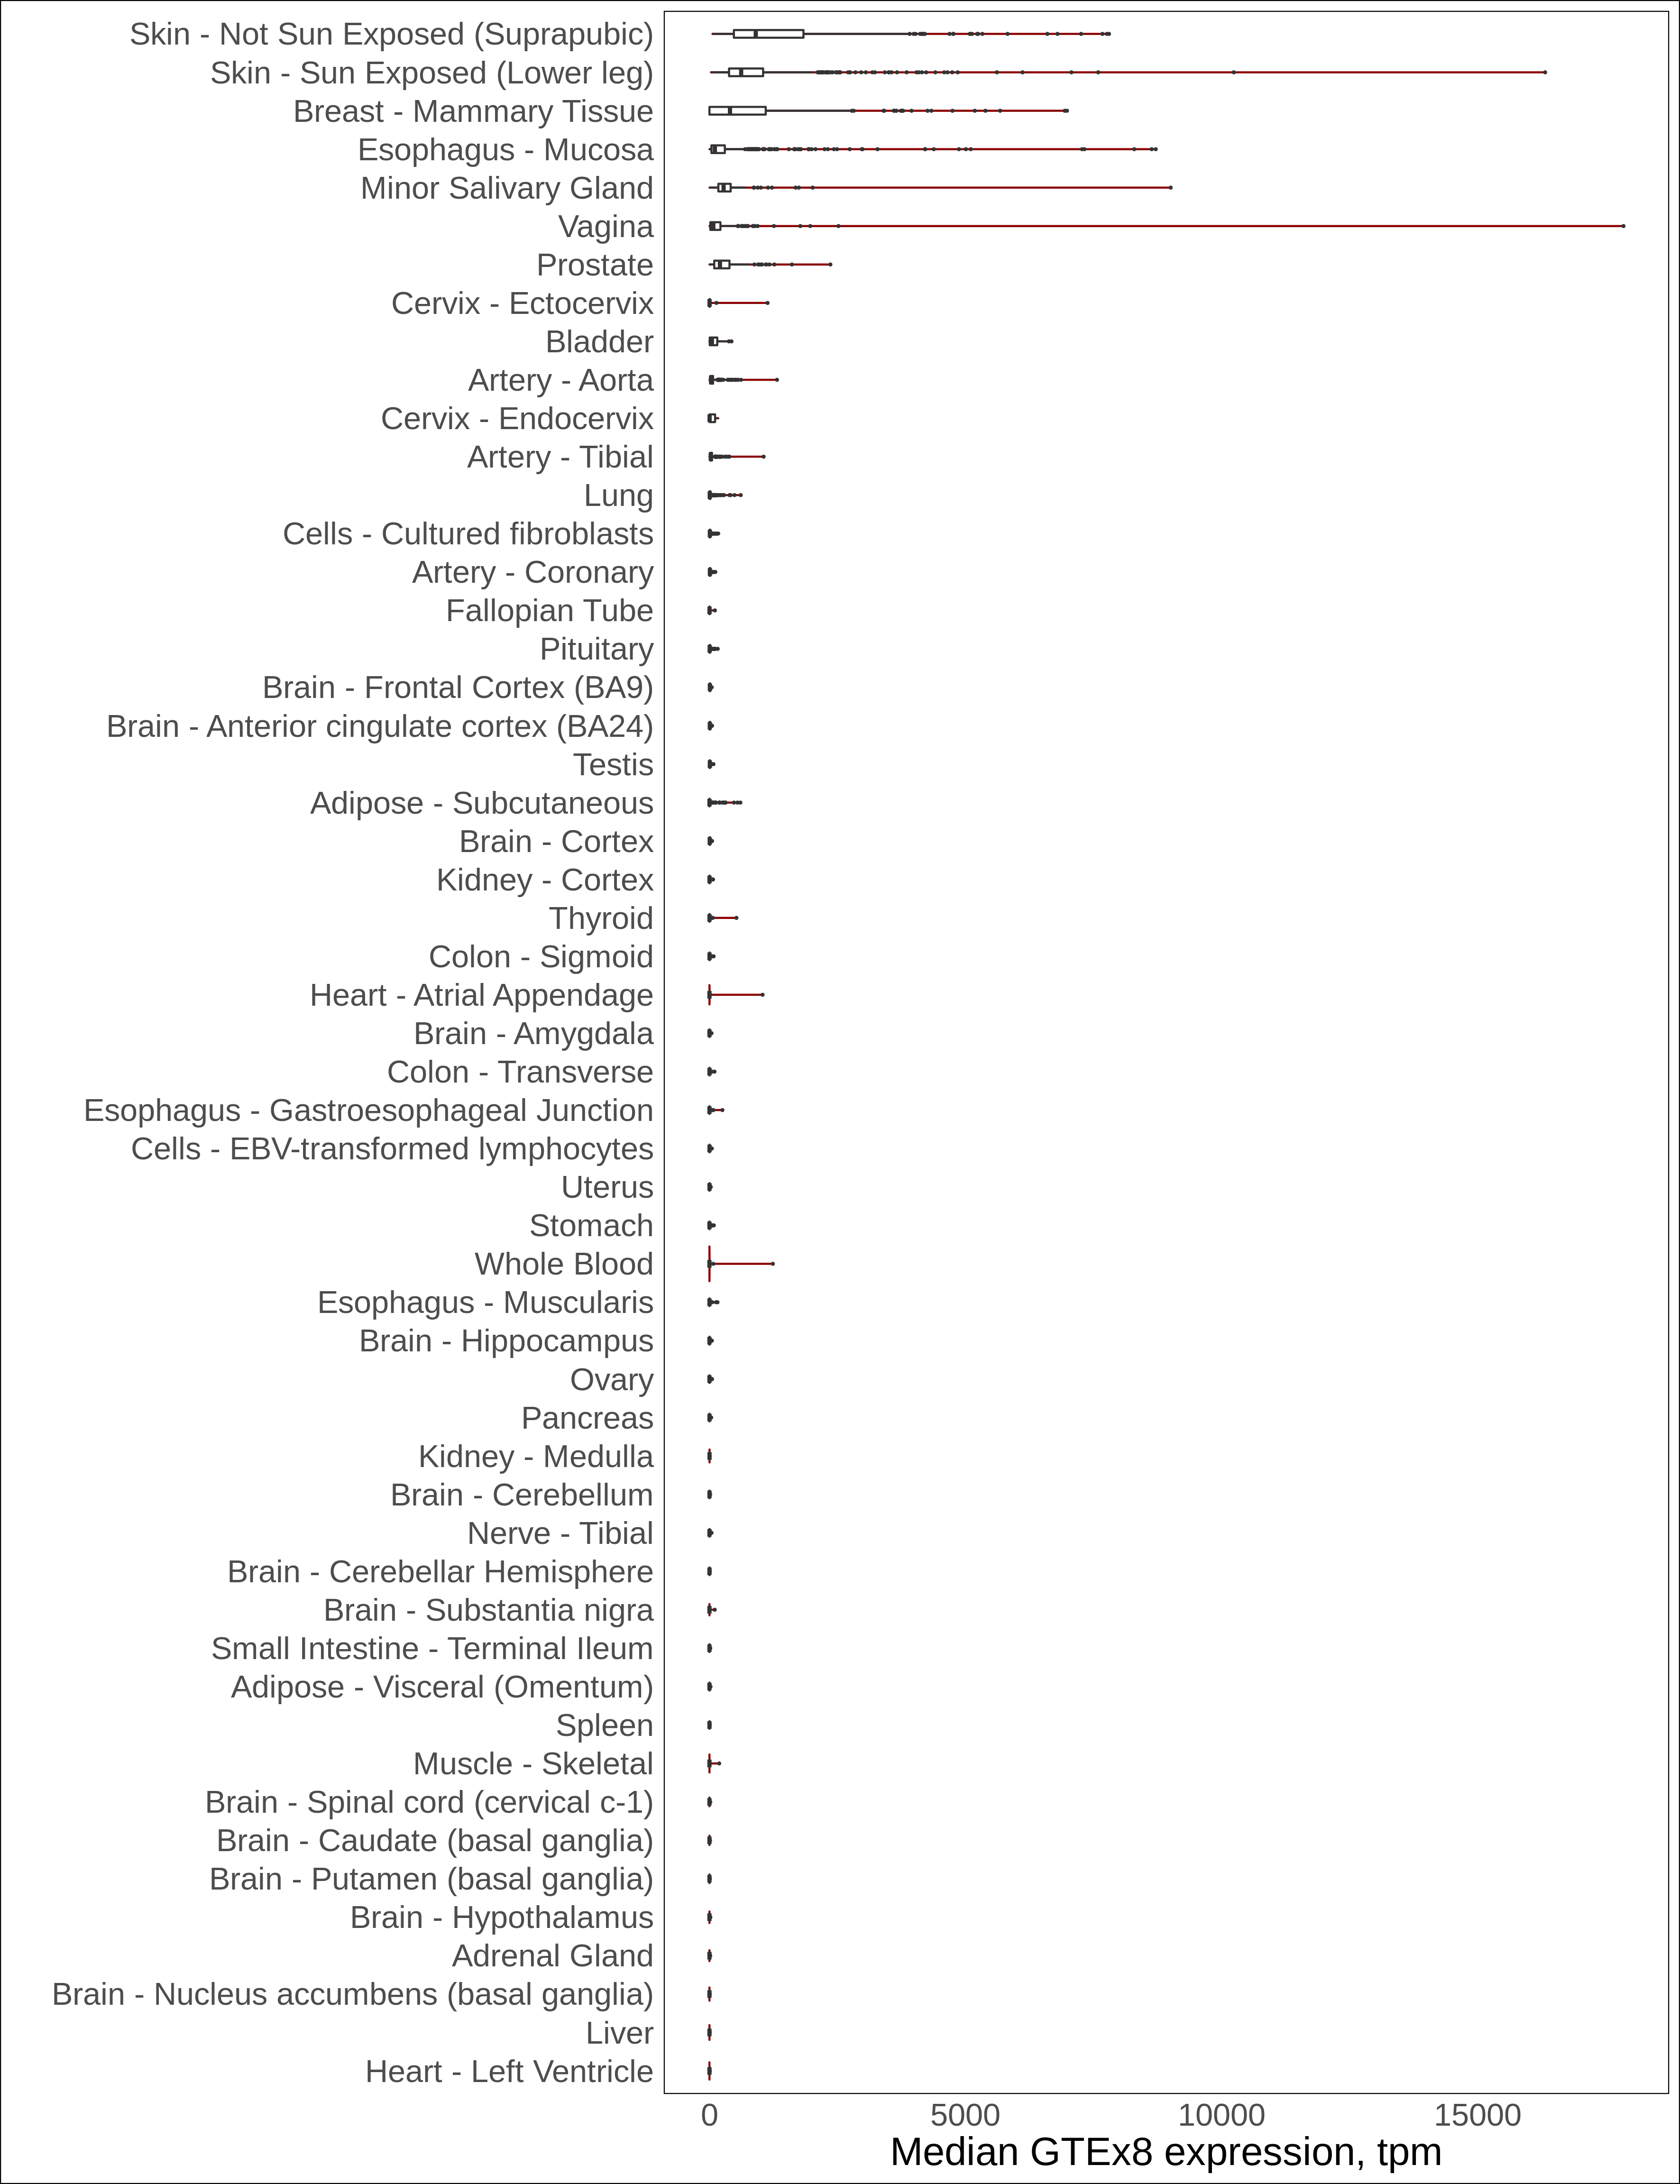 Skin - Not Sun Exposed (Suprapubic)
Skin - Sun Exposed (Lower leg)
Breast - Mammary Tissue
Esophagus - Mucosa
Minor Salivary Gland
Vagina
Prostate
Cervix - Ectocervix
Bladder
Artery - Aorta
Cervix - Endocervix
Artery - Tibial
Lung
Cells - Cultured fibroblasts
Artery - Coronary
Fallopian Tube
Pituitary
Brain - Frontal Cortex (BA9)
Brain - Anterior cingulate cortex (BA24)
Testis
Adipose - Subcutaneous
Brain - Cortex
Kidney - Cortex
Thyroid
Colon - Sigmoid
Heart - Atrial Appendage
Brain - Amygdala
Colon - Transverse
Esophagus - Gastroesophageal Junction
Cells - EBV-transformed lymphocytes
Uterus
Stomach
Whole Blood
Esophagus - Muscularis
Brain - Hippocampus
Ovary
Pancreas
Kidney - Medulla
Brain - Cerebellum
Nerve - Tibial
Brain - Cerebellar Hemisphere
Brain - Substantia nigra
Small Intestine - Terminal Ileum
Adipose - Visceral (Omentum)
Spleen
Muscle - Skeletal
Brain - Spinal cord (cervical c-1)
Brain - Caudate (basal ganglia)
Brain - Putamen (basal ganglia)
Brain - Hypothalamus
Adrenal Gland
Brain - Nucleus accumbens (basal ganglia)
Liver
Heart - Left Ventricle
0 5000 10000 15000
Median GTEx8 expression, tpm